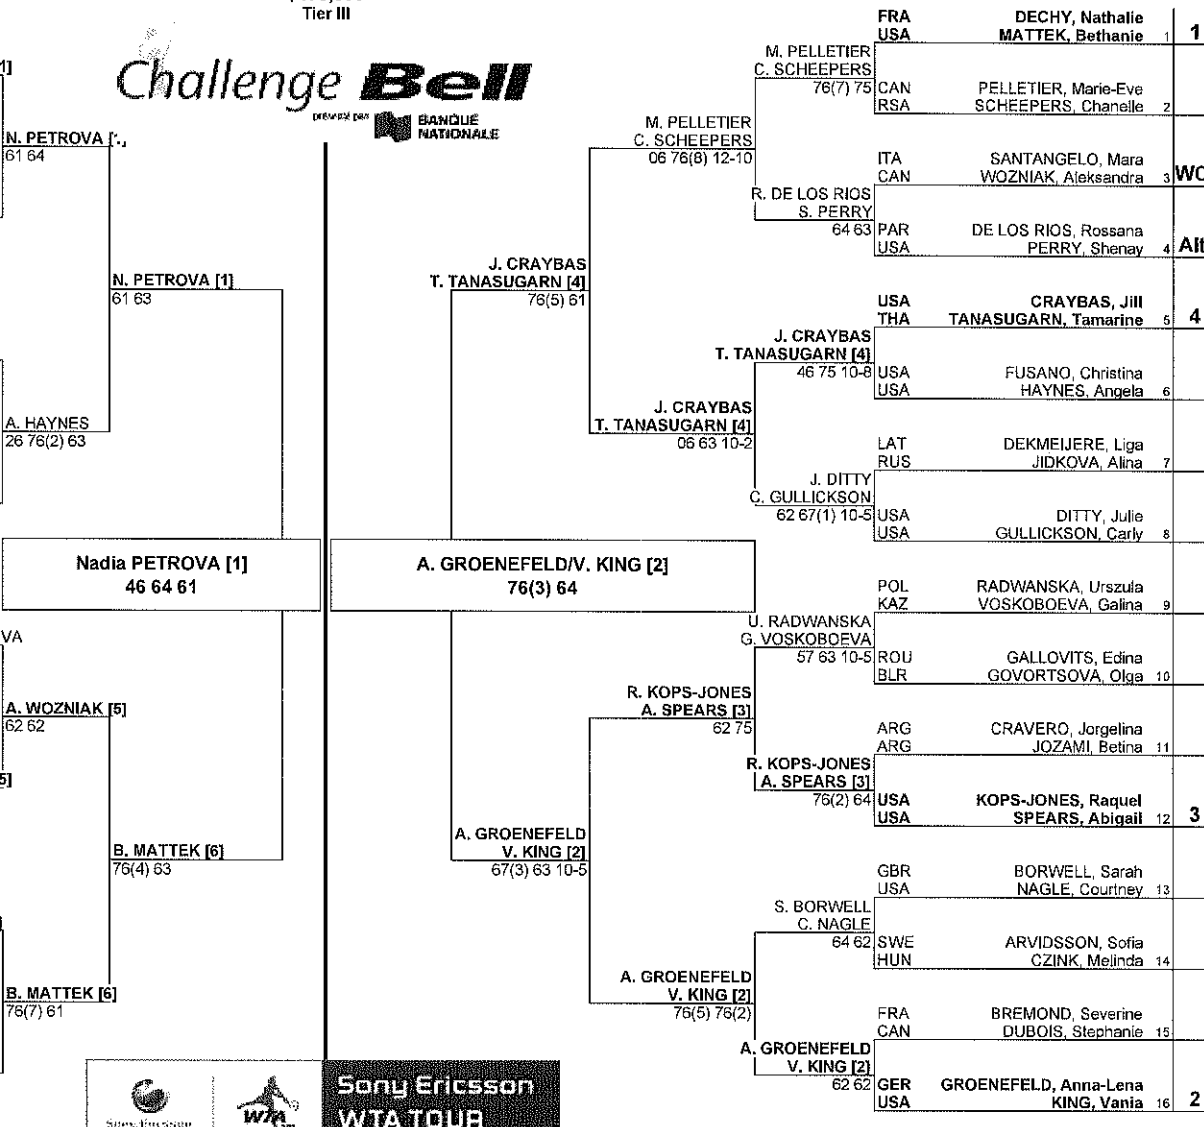 Tier III
Challenge Bell
présenté par
BANQUE
NATIONALE
N. PETROVA
61 64
N. PETROVA [1]
61 63
A. HAYNES
26 76(2) 63
Nadia PETROVA [1]
46 64 61
VA
A. WOZNIAK [5]
62 62
5]
B. MATTEK [6]
76(4) 63
B. MATTEK [6]
76(7) 61
J. CRAYBAS
T. TANASUGARN [4]
76(5) 61
A. GROENEFELD/V. KING [2]
76(3) 64
A. GROENEFELD
V. KING [2]
67(3) 63 10-5
M. PELLETIER
C. SCHEEPERS
06 76(8) 12-10
J. CRAYBAS
T. TANASUGARN [4]
06 63 10-2
R. KOPS-JONES
A. SPEARS [3]
62 75
A. GROENEFELD
V. KING [2]
76(5) 76(2)
M. PELLETIER
C. SCHEEPERS
76(7) 75
R. DE LOS RIOS
S. PERRY
64 63
J. CRAYBAS
T. TANASUGARN [4]
46 75 10-8
J. DITTY
C. GULLICKSON
62 67(1) 10-5
U. RADWANSKA
G. VOSKOBOEVA
57 63 10-5
R. KOPS-JONES
A. SPEARS [3]
76(2) 64
S. BORWELL
C. NAGLE
64 62
A. GROENEFELD
V. KING [2]
62 62
FRA DECHY, Nathalie
USA MATTEK, Bethanie 1 1
CAN PELLETIER, Marie-Eve
RSA SCHEEPERS, Chanelle 2
ITA SANTANGELO, Mara
CAN WOZNIAK, Aleksandra 3 WC
PAR DE LOS RIOS, Rossana
USA PERRY, Shenay 4 Alt
USA CRAYBAS, Jill
THA TANASUGARN, Tamarine 5 4
USA FUSANO, Christina
USA HAYNES, Angela 6
LAT DEKMEIJERE, Liga
RUS JIDKOVA, Alina 7
USA DITTY, Julie
USA GULLICKSON, Carly 8
POL RADWANSKA, Urszula
KAZ VOSKOBOEVA, Galina 9
ROU GALLOVITS, Edina
BLR GOVORTSOVA, Olga 10
ARG CRAVERO, Jorgelina
ARG JOZAMI, Betina 11
USA KOPS-JONES, Raquel
USA SPEARS, Abigail 12 3
GBR BORWELL, Sarah
USA NAGLE, Courtney 13
SWE ARVIDSSON, Sofia
HUN CZINK, Melinda 14
FRA BREMOND, Severine
CAN DUBOIS, Stephanie 15
GER GROENEFELD, Anna-Lena
USA KING, Vania 16 2
Sony Ericsson
WTA
Sony Ericsson
WTA TOUR